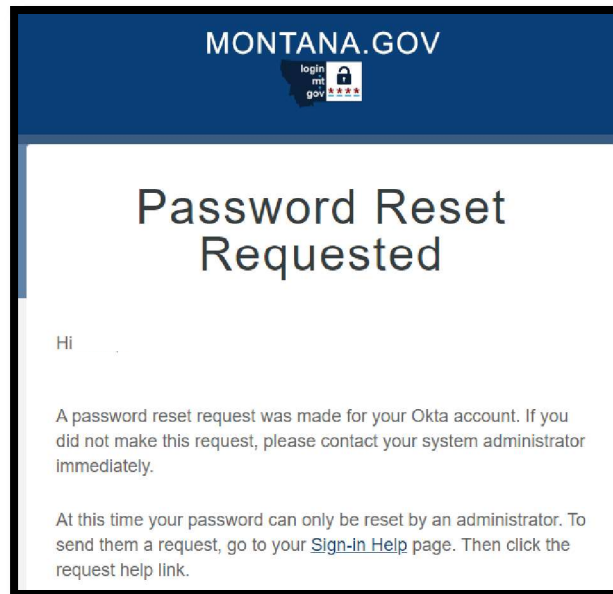 MONTANA.GOV
login
mt
gov ****
Password Reset
Requested
Hi
A password reset request was made for your Okta account. If you
did not make this request, please contact your system administrator
immediately.
At this time your password can only be reset by an administrator. To
send them a request, go to your Sign-in Help page. Then click the
request help link.